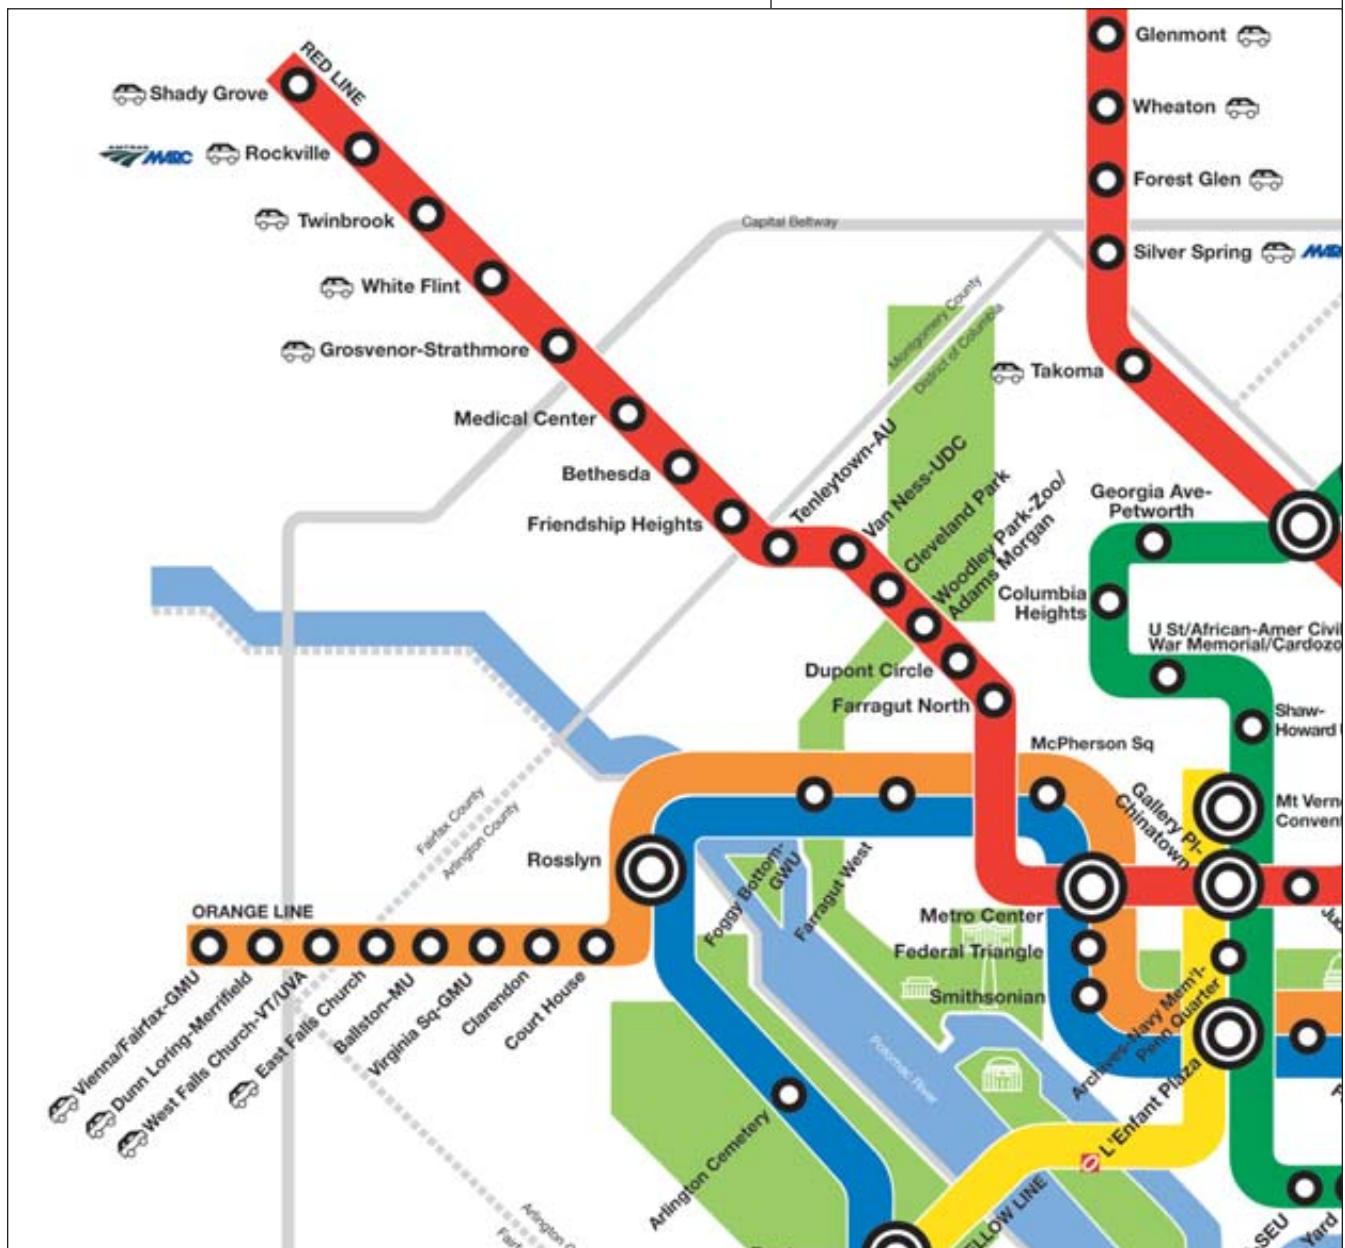 RED LINE
Shady Grove
AMTRAK
MARC
Rockville
Twinbrook
White Flint
Grosvenor-Strathmore
Medical Center
Bethesda
Friendship Heights
Tenleytown-AU
Van Ness-UDC
Cleveland Park
Woodley Park-Zoo/
Adams Morgan
Dupont Circle
Farragut North
Capital Beltway
Montgomery County
District of Columbia
Glenmont
Wheaton
Forest Glen
Silver Spring
Takoma
Georgia Ave-
Petworth
Columbia
Heights
U St/African-Amer Civil
War Memorial/Cardozo
Shaw-
Howard
Mt
McPherson Sq
Gallery Pl-
Chinatown
Fairfax County
Arlington County
Rosslyn
ORANGE LINE
Vienna/Fairfax-GMU
Dunn Loring-Merrifield
West Falls Church-VT/UVA
East Falls Church
Ballston-MU
Virginia Sq-GMU
Clarendon
Court House
Foggy Bottom-
GWU
Farragut West
Metro Center
Federal Triangle
Smithsonian
Archives-Navy Mem'l-
Penn Quarter
L'Enfant Plaza
Potomac River
Arlington Cemetery
LINE
Arlington
Yard